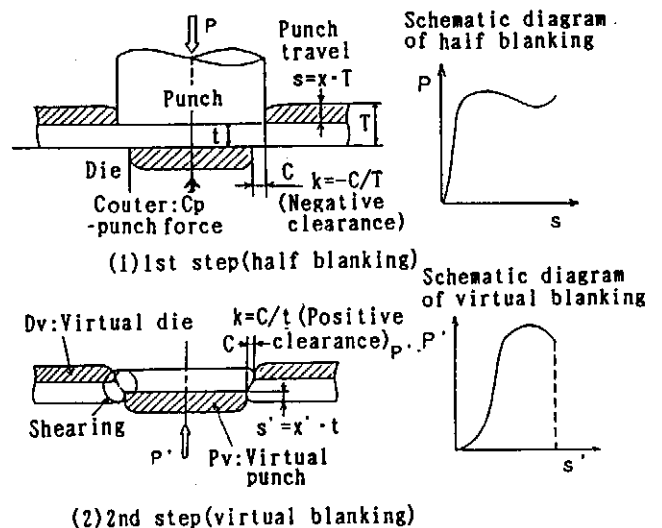 P
Punch
travel
s=x·T
Punch
T
t
Die
C
k=-C/T
(Negative
clearance)
Couter:Cp
-punch force
(1)1st step(half blanking)
Schematic diagram
of half blanking
P
s
Dv:Virtual die
k=C/t(Positive
clearance)
C
P'
Shearing
s'=x'·t
P'
Pv:Virtual
punch
(2)2nd step(virtual blanking)
Schematic diagram
of virtual blanking
P'
s'